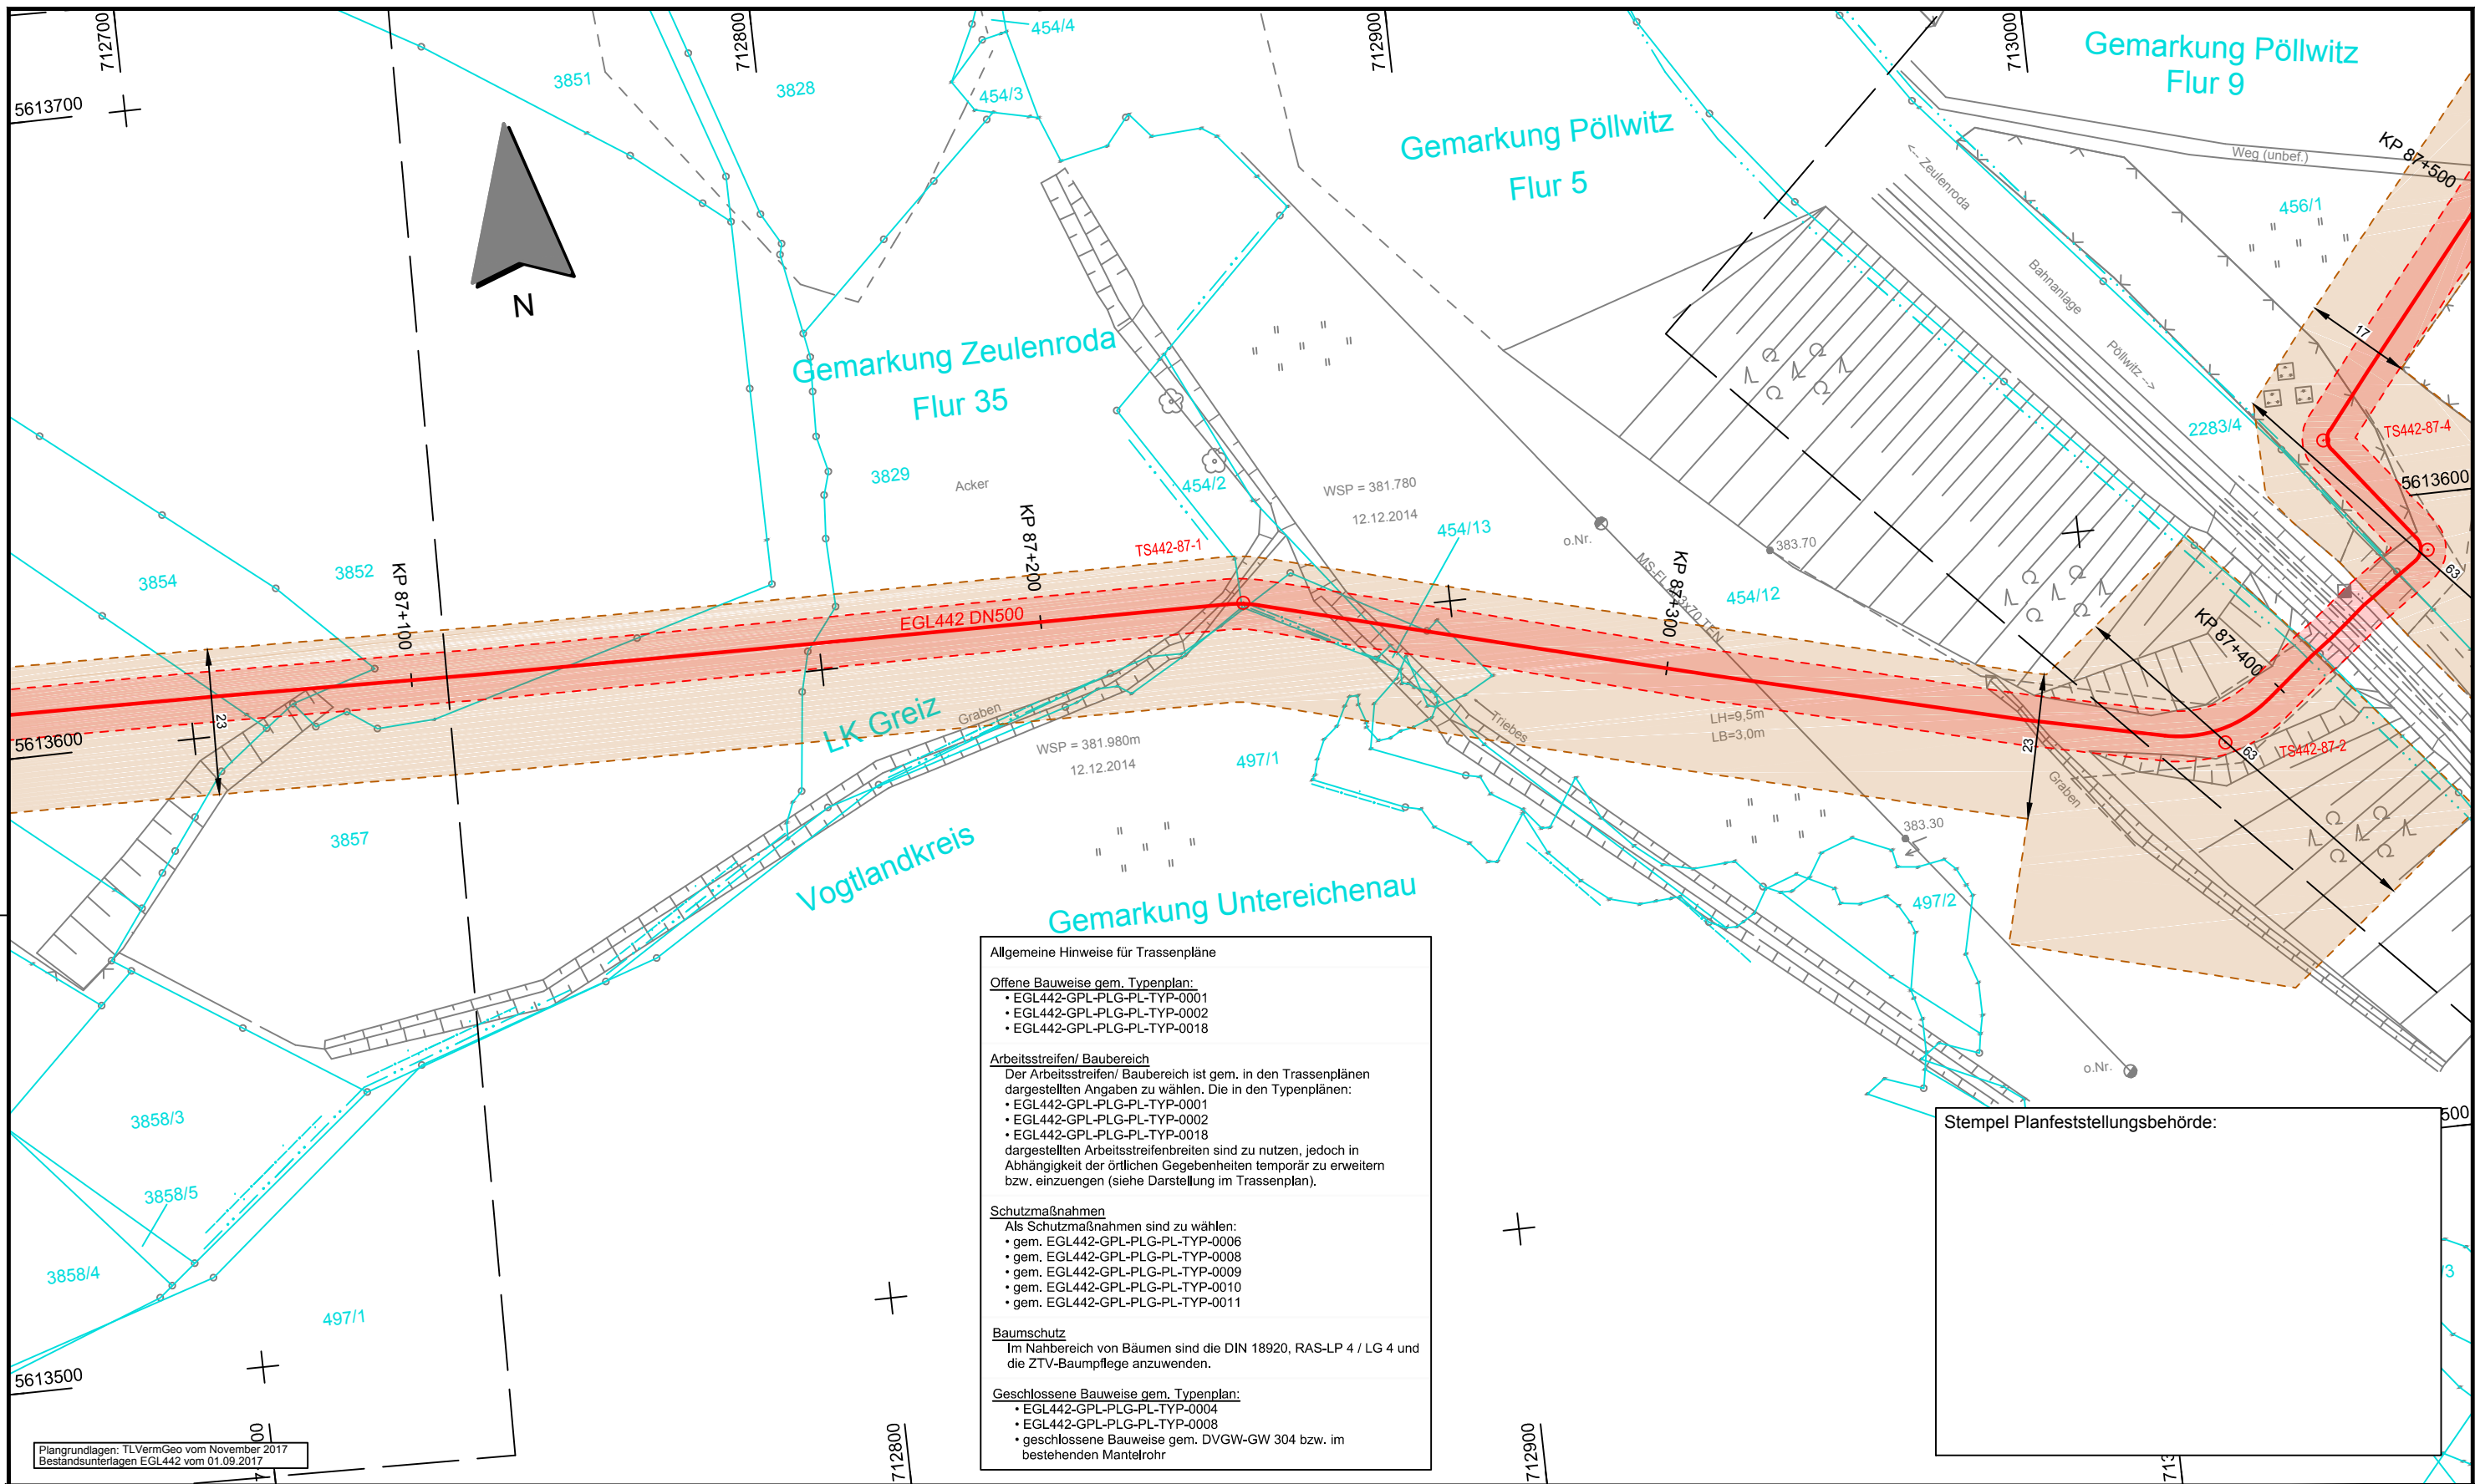 712700
712800
712900
713000
454/4
3851
3828
454/3
5613700
Gemarkung Pöllwitz
Flur 9
Gemarkung Pöllwitz
Flur 5
<-- Zeulenroda
Weg (unbef.)
KP 87+500
456/1
N
Bahnanlage
Pöllwitz -->
17
Gemarkung Zeulenroda
Flur 35
2283/4
TS442-87-4
5613600
3829
Acker
454/2
WSP = 381.780
12.12.2014
454/13
o.Nr.
383.70
3854
3852
KP 87+100
KP 87+200
TS442-87-1
KP 87+300
454/12
63
EGL442 DN500
KP 87+400
23
5613600
LK Greiz
Graben
WSP = 381.980m
12.12.2014
497/1
Triebes
LH=9,5m
LB=3,0m
23
63
TS442-87-2
Graben
3857
Vogtlandkreis
Gemarkung Untereichenau
383.30
497/2
o.Nr.
Allgemeine Hinweise für Trassenpläne
Offene Bauweise gem. Typenplan:
• EGL442-GPL-PLG-PL-TYP-0001
• EGL442-GPL-PLG-PL-TYP-0002
• EGL442-GPL-PLG-PL-TYP-0018
Arbeitsstreifen/ Baubereich
Der Arbeitsstreifen/ Baubereich ist gem. in den Trassenplänen
dargestellten Angaben zu wählen. Die in den Typenplänen:
• EGL442-GPL-PLG-PL-TYP-0001
• EGL442-GPL-PLG-PL-TYP-0002
• EGL442-GPL-PLG-PL-TYP-0018
dargestellten Arbeitsstreifenbreiten sind zu nutzen, jedoch in
Abhängigkeit der örtlichen Gegebenheiten temporär zu erweitern
bzw. einzuengen (siehe Darstellung im Trassenplan).
Schutzmaßnahmen
Als Schutzmaßnahmen sind zu wählen:
• gem. EGL442-GPL-PLG-PL-TYP-0006
• gem. EGL442-GPL-PLG-PL-TYP-0008
• gem. EGL442-GPL-PLG-PL-TYP-0009
• gem. EGL442-GPL-PLG-PL-TYP-0010
• gem. EGL442-GPL-PLG-PL-TYP-0011
Baumschutz
Im Nahbereich von Bäumen sind die DIN 18920, RAS-LP 4 / LG 4 und
die ZTV-Baumpflege anzuwenden.
Geschlossene Bauweise gem. Typenplan:
• EGL442-GPL-PLG-PL-TYP-0004
• EGL442-GPL-PLG-PL-TYP-0008
• geschlossene Bauweise gem. DVGW-GW 304 bzw. im
bestehenden Mantelrohr
Stempel Planfeststellungsbehörde:
500
/3
3858/3
3858/5
3858/4
497/1
5613500
Plangrundlagen: TLVermGeo vom November 2017
Bestandsunterlagen EGL442 vom 01.09.2017
00
712800
712900
713